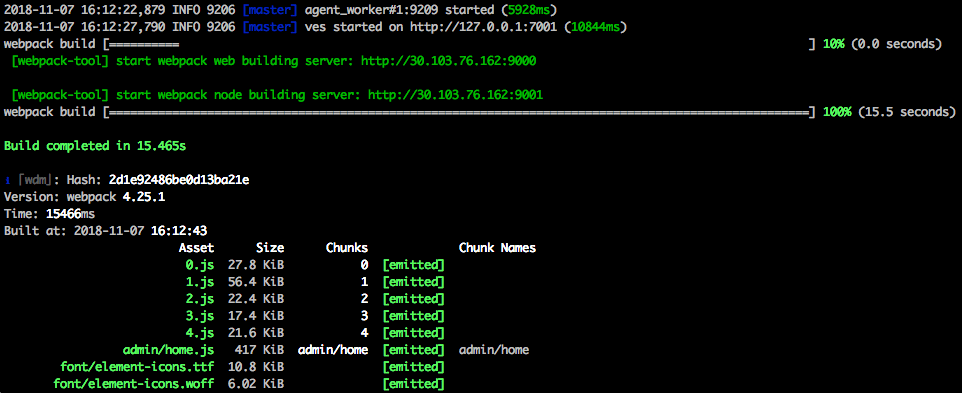 2018-11-07 16:12:22,879 INFO 9206 [master] agent_worker#1:9209 started (5928ms)
2018-11-07 16:12:27,790 INFO 9206 [master] ves started on http://127.0.0.1:7001 (10844ms)
webpack build [========== ] 10% (0.0 seconds)
[webpack-tool] start webpack web building server: http://30.103.76.162:9000
[webpack-tool] start webpack node building server: http://30.103.76.162:9001
webpack build [====================================================================================================] 100% (15.5 seconds)
Build completed in 15.465s
ℹ ｢wdm｣: Hash: 2d1e92486be0d13ba21e
Version: webpack 4.25.1
Time: 15466ms
Built at: 2018-11-07 16:12:43
Asset Size Chunks Chunk Names
0.js 27.8 KiB 0 [emitted]
1.js 56.4 KiB 1 [emitted]
2.js 22.4 KiB 2 [emitted]
3.js 17.4 KiB 3 [emitted]
4.js 21.6 KiB 4 [emitted]
admin/home.js 417 KiB admin/home [emitted] admin/home
font/element-icons.ttf 10.8 KiB [emitted]
font/element-icons.woff 6.02 KiB [emitted]